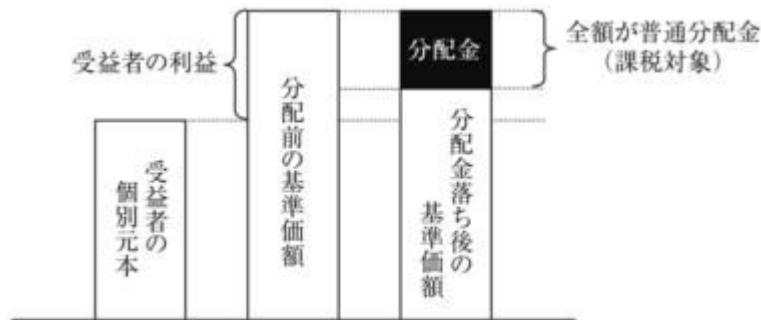 受益者の利益
受益者の
個別元本
分配前の基準価額
分配金
分配金落ち後の
基準価額
全額が普通分配金
(課税対象)